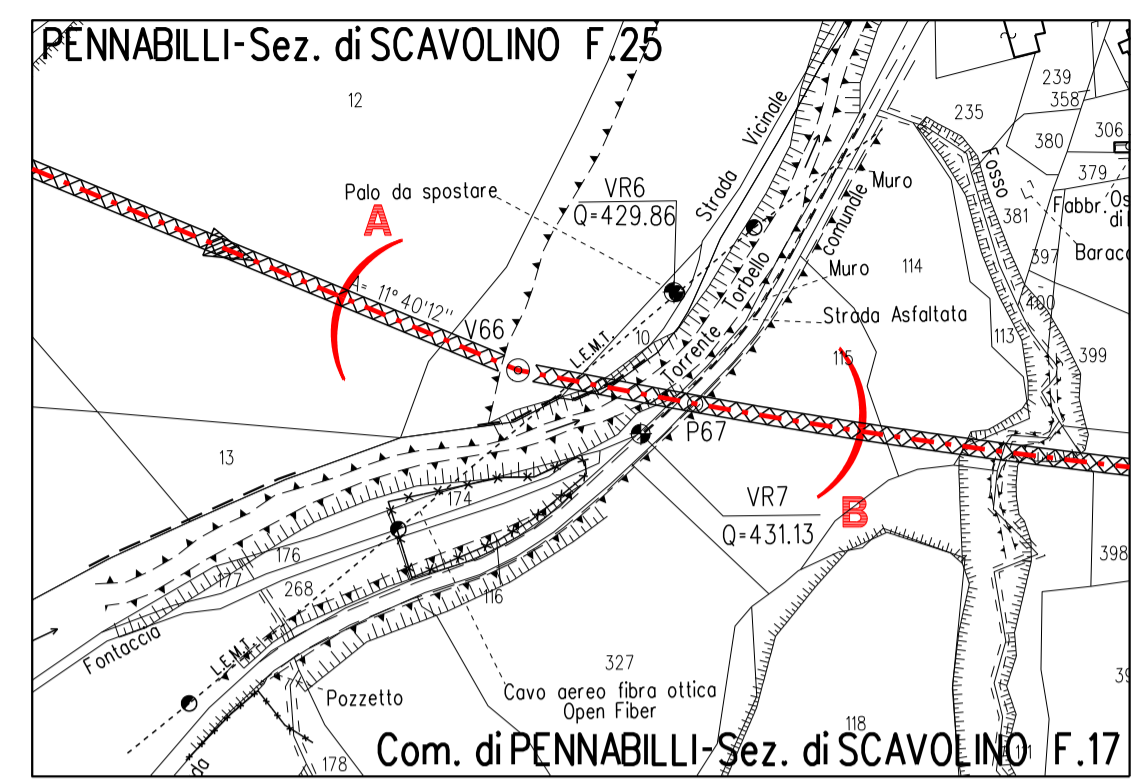 PENNABILLI-Sez. di SCAVOLINO F.25
12
239
358
235
306
380
379
Palo da spostare
VR6
Q=429.86
Strada Vicinale
Muro
Fosso
381
Fabbr.
A
comunale
Torbello
Muro
114
397
Barac
A= 11°40'12''
V66
L.E.M.T.
10
Torrente
Strada Asfaltata
400
113
115
399
P67
13
174
VR7
Q=431.13
B
176
177
268
116
398
Fontaccia
L.E.M.T.
327
Pozzetto
Cavo aereo fibra ottica
Open Fiber
118
178
111
Com. di PENNABILLI-Sez. di SCAVOLINO F.17